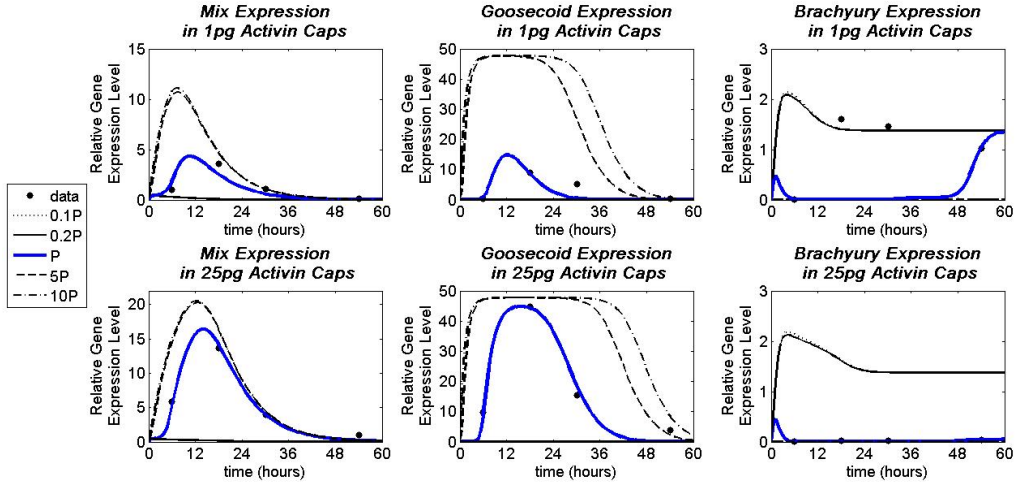 Mix Expression
in 1pg Activin Caps
Goosecoid Expression
in 1pg Activin Caps
Brachyury Expression
in 1pg Activin Caps
Relative Gene
Expression Level
15
10
5
0
0 12 24 36 48 60
time (hours)
Relative Gene
Expression Level
50
40
30
20
10
0
0 12 24 36 48 60
time (hours)
Relative Gene
Expression Level
3
2
1
0
0 12 24 36 48 60
time (hours)
data
0.1P
0.2P
P
5P
10P
Mix Expression
in 25pg Activin Caps
Goosecoid Expression
in 25pg Activin Caps
Brachyury Expression
in 25pg Activin Caps
Relative Gene
Expression Level
20
15
10
5
0
0 12 24 36 48 60
time (hours)
Relative Gene
Expression Level
50
40
30
20
10
0
0 12 24 36 48 60
time (hours)
Relative Gene
Expression Level
3
2
1
0
0 12 24 36 48 60
time (hours)